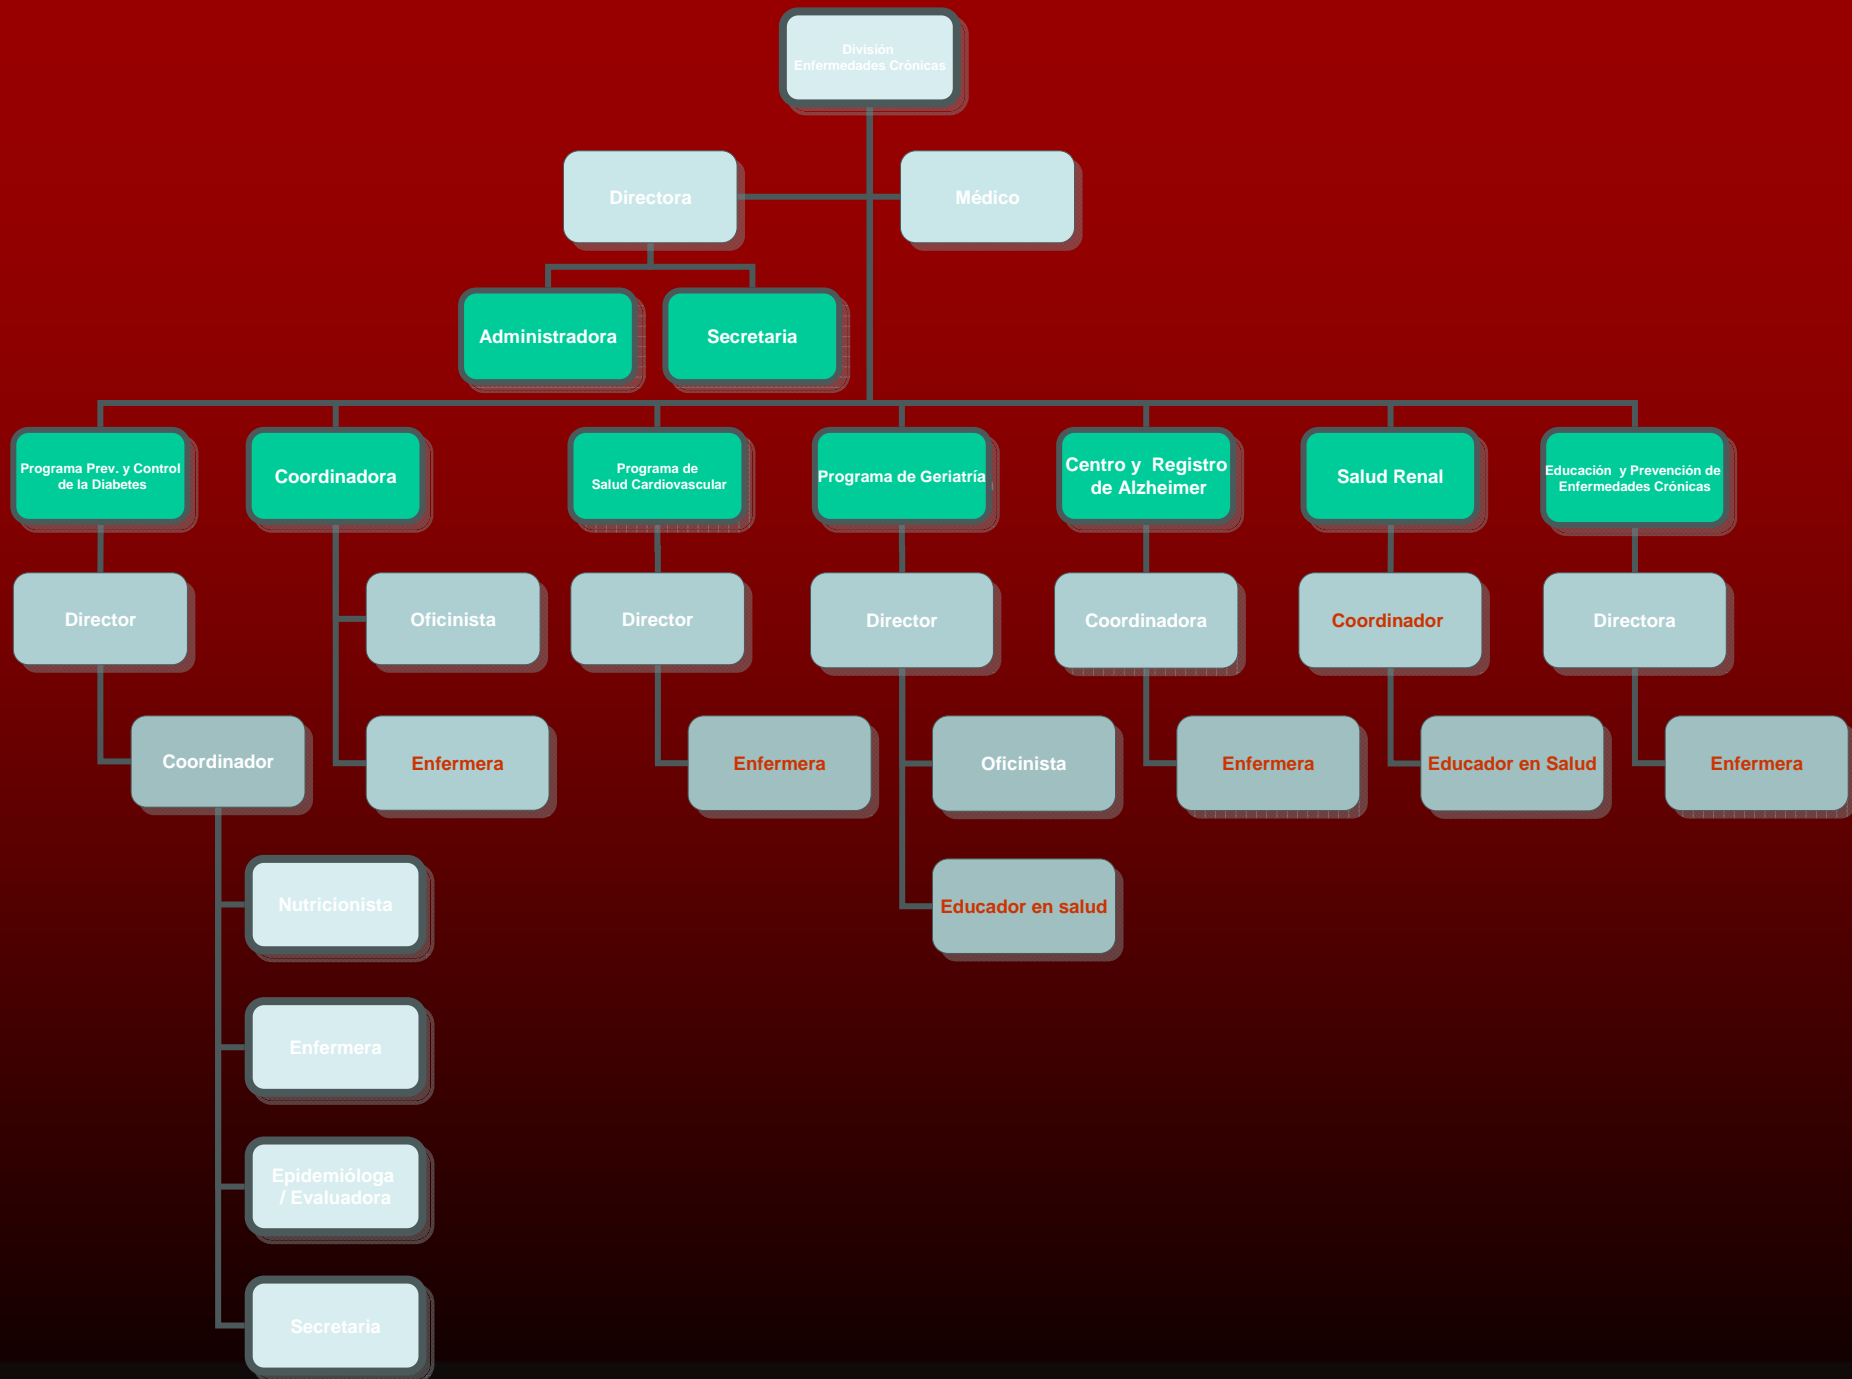 División
Enfermedades Crónicas
Directora
Médico
Administradora
Secretaria
Programa Prev. y Control
de la Diabetes
Coordinadora
Programa de
Salud Cardiovascular
Programa de Geriatría
Centro y Registro
de Alzheimer
Salud Renal
Educación y Prevención de
Enfermedades Crónicas
Director
Oficinista
Director
Director
Coordinadora
Coordinador
Directora
Coordinador
Enfermera
Enfermera
Oficinista
Enfermera
Educador en Salud
Enfermera
Nutricionista
Educador en salud
Enfermera
Epidemióloga
/ Evaluadora
Secretaria